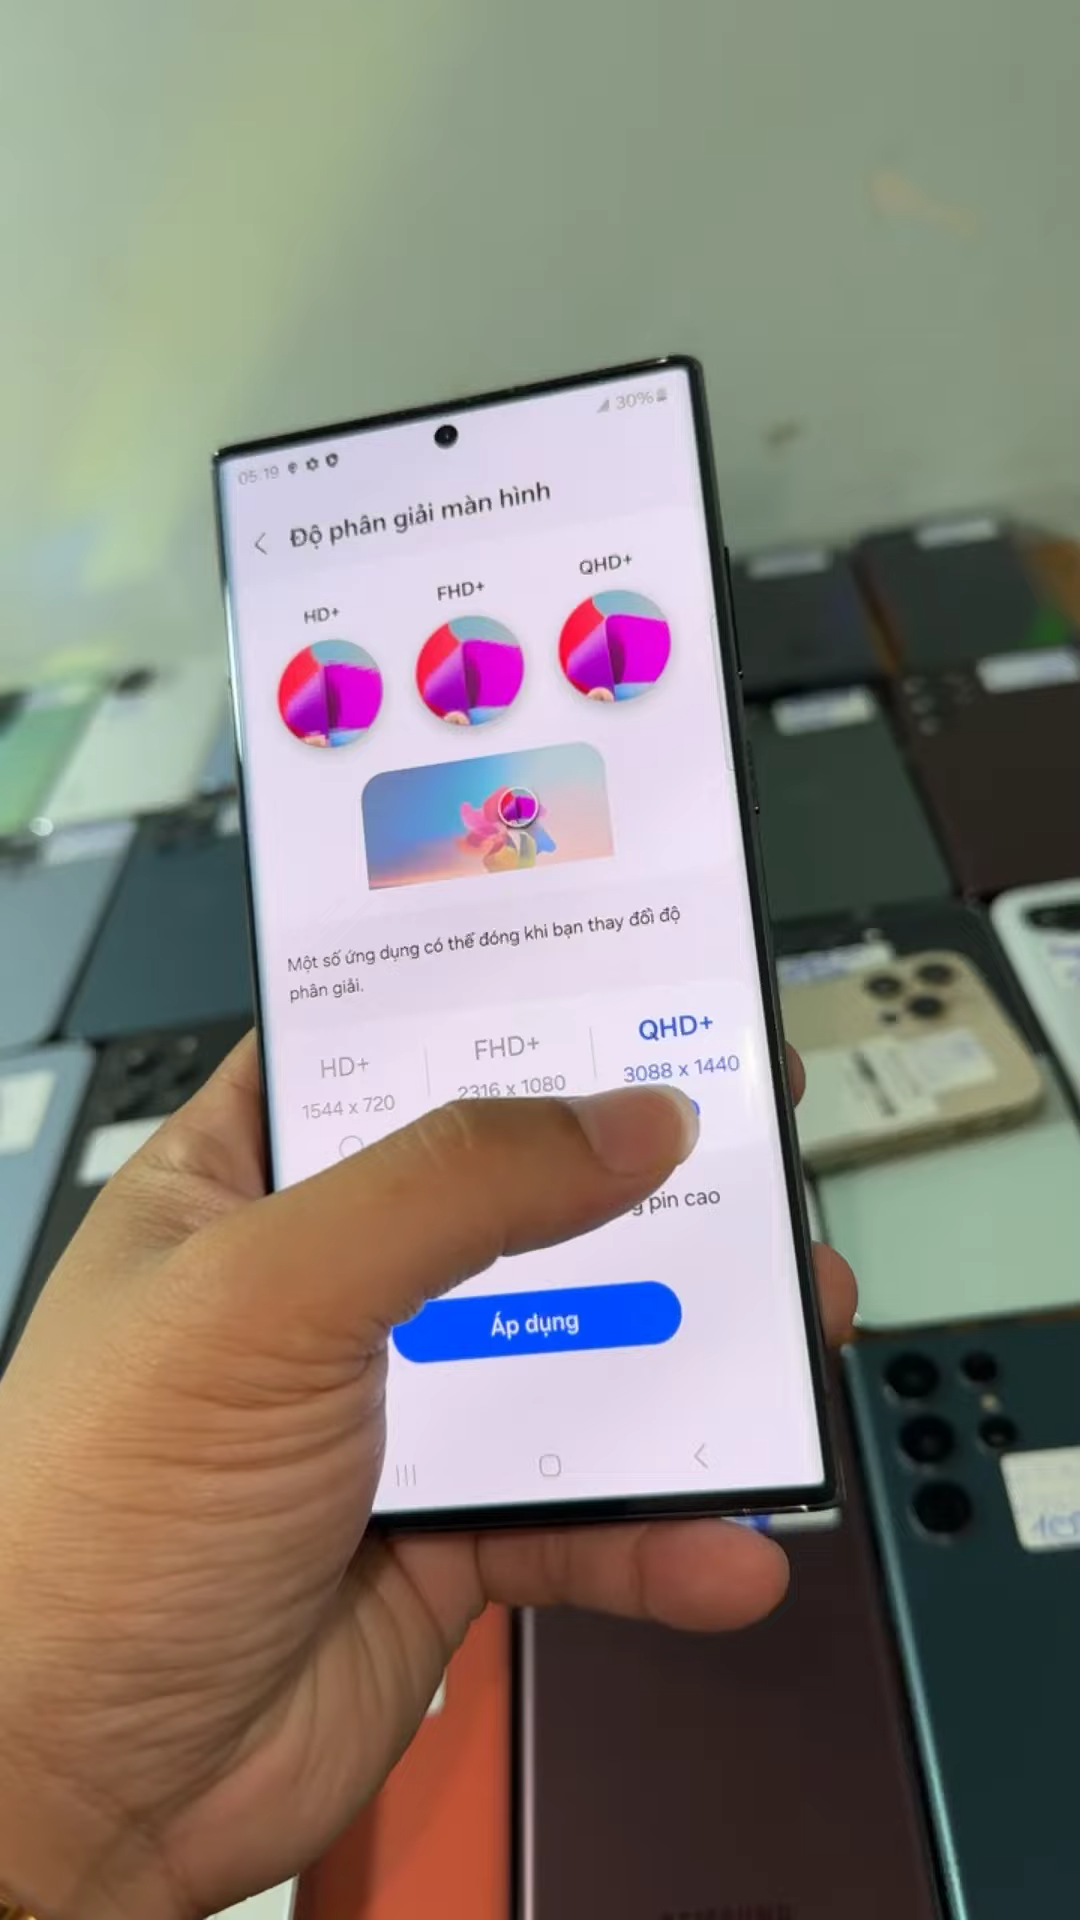 05:19
30%
Độ phân giải màn hình
HD+
FHD+
QHD+
Một số ứng dụng có thể đóng khi bạn thay đổi độ
phân giải.
HD+
FHD+
QHD+
1544 x 720
2316 x 1080
3088 x 1440
pin cao
Áp dụng